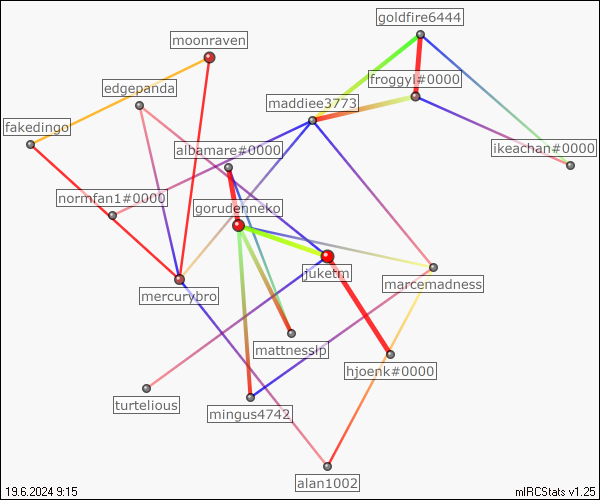 goldfire6444
moonraven
froggyl#0000
edgepanda
maddiee3773
fakedingo
albamare#0000
ikeachan#0000
normfan1#0000
gorudenneko
juketm
marcemadness
mercurybro
mattnesslp
hjoenk#0000
turtelious
mingus4742
alan1002
19.6.2024 9:15
mIRCStats v1.25